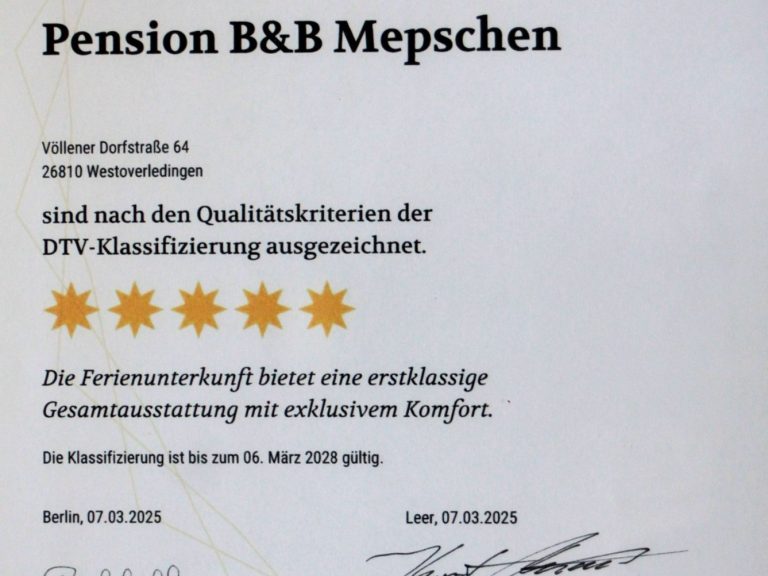 Pension B&B Mepschen
Völlener Dorfstraße 64
26810 Westoverledingen
sind nach den Qualitätskriterien der
DTV-Klassifizierung ausgezeichnet.
Die Ferienunterkunft bietet eine erstklassige
Gesamtausstattung mit exklusivem Komfort.
Die Klassifizierung ist bis zum 06. März 2028 gültig.
Berlin, 07.03.2025
Leer, 07.03.2025